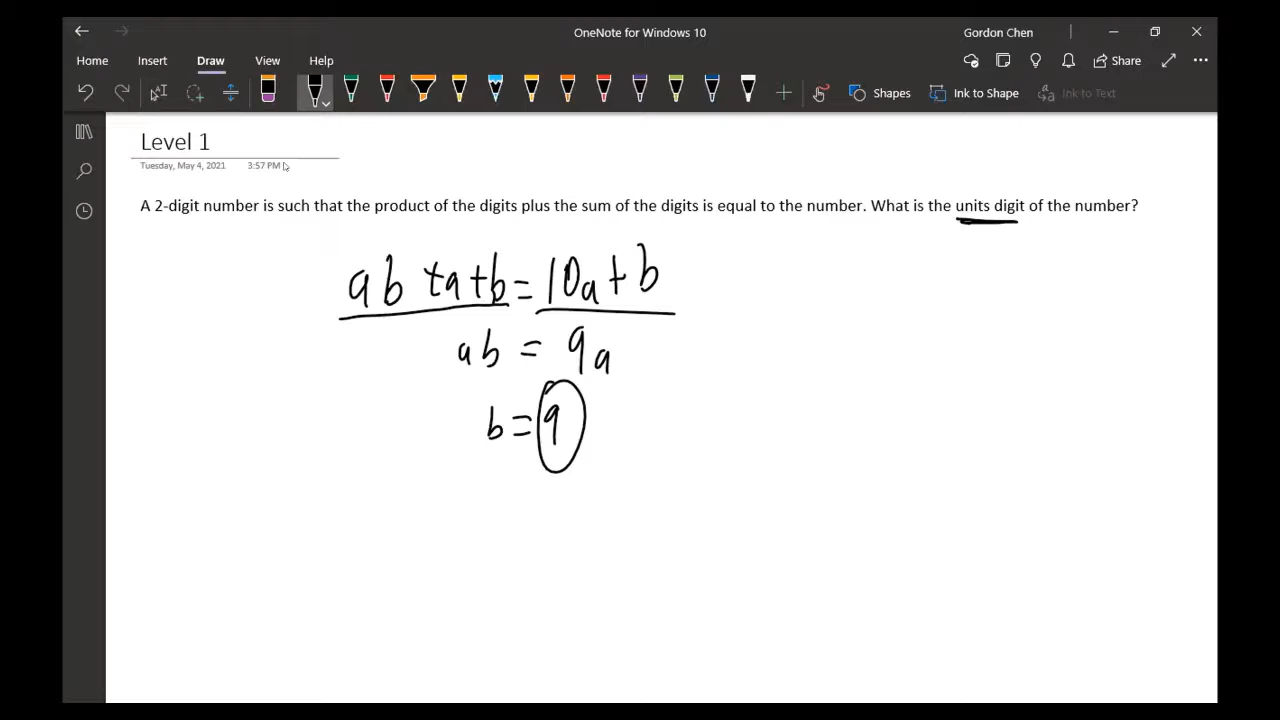 OneNote for Windows 10
Gordon Chen
Home Insert Draw View Help
Share
Shapes Ink to Shape Ink to Text
Level 1
Tuesday, May 4, 2021 3:57 PM
A 2-digit number is such that the product of the digits plus the sum of the digits is equal to the number. What is the units digit of the number?
ab +a+b = 10a+b
ab = 9a
b = 9